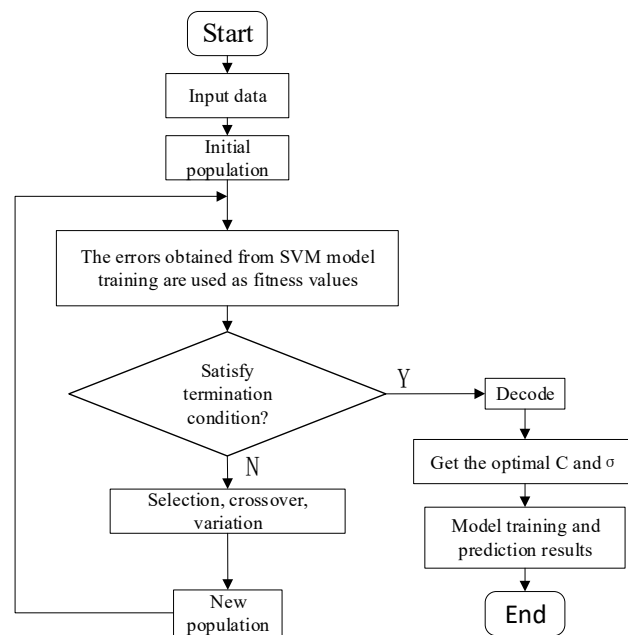 Start
Input data
Initial
population
The errors obtained from SVM model
training are used as fitness values
Satisfy
termination
condition?
Y
Decode
N
Get the optimal C and σ
Selection, crossover,
variation
Model training and
prediction results
New
population
End